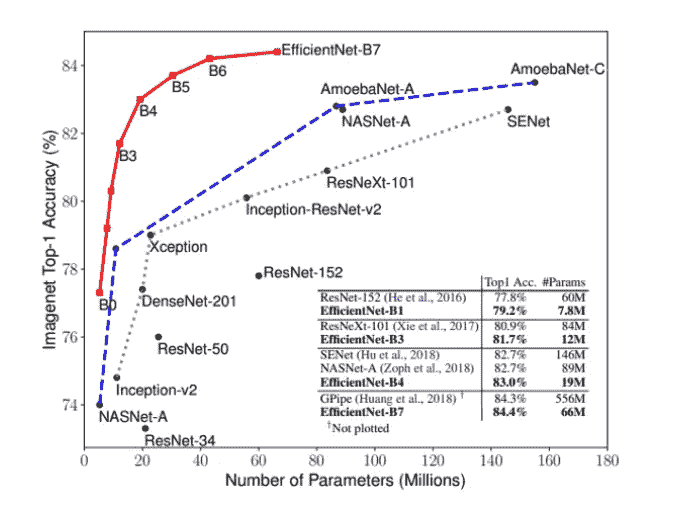 EfficientNet-B7
84
B6
AmoebaNet-C
B5
AmoebaNet-A
B4
NASNet-A
SENet
82
B3
ResNeXt-101
Imagenet Top-1 Accuracy (%)
80
Inception-ResNet-v2
Xception
78
ResNet-152
B0
DenseNet-201
Top1 Acc. #Params
ResNet-152 (He et al., 2016) 77.8% 60M
EfficientNet-B1 79.2% 7.8M
ResNeXt-101 (Xie et al., 2017) 80.9% 84M
EfficientNet-B3 81.7% 12M
SENet (Hu et al., 2018) 82.7% 146M
NASNet-A (Zoph et al., 2018) 82.7% 89M
EfficientNet-B4 83.0% 19M
GPipe (Huang et al., 2018) † 84.3% 556M
EfficientNet-B7 84.4% 66M
†Not plotted
76
ResNet-50
Inception-v2
74
NASNet-A
ResNet-34
0 20 40 60 80 100 120 140 160 180
Number of Parameters (Millions)